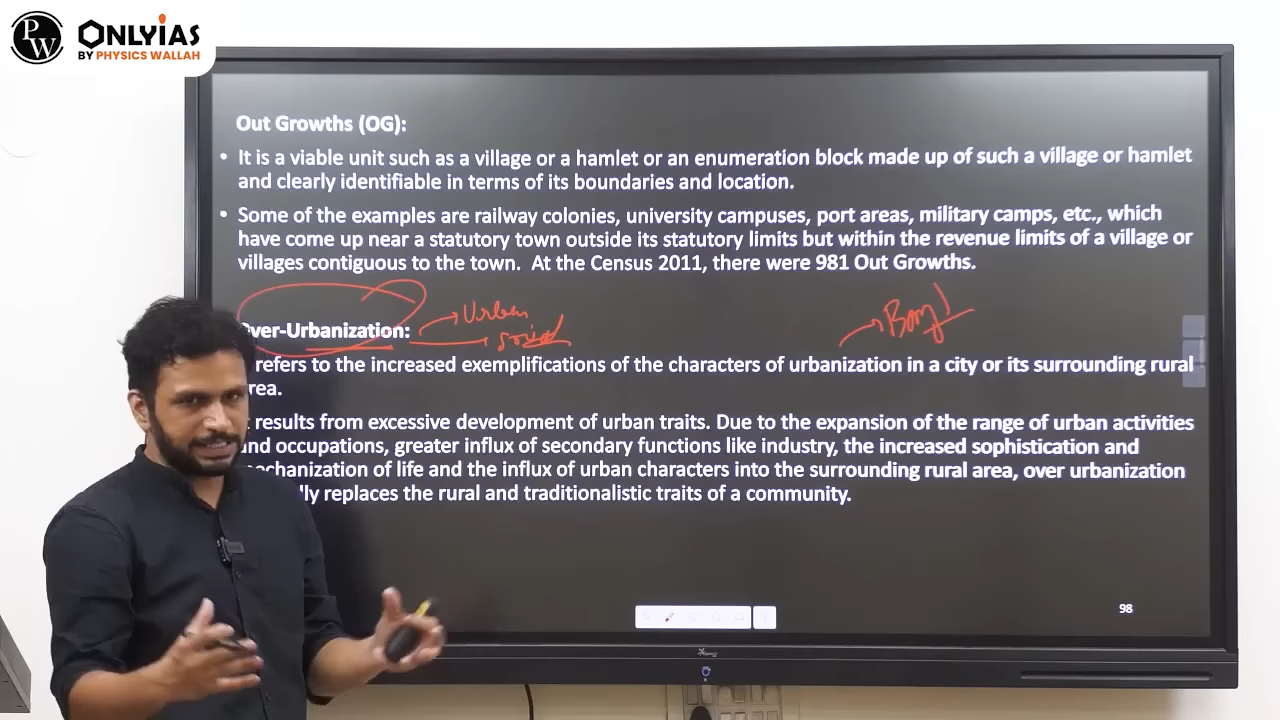 PW
ONLYIAS
BY PHYSICS WALLAH
Out Growths (OG):
• It is a viable unit such as a village or a hamlet or an enumeration block made up of such a village or hamlet
and clearly identifiable in terms of its boundaries and location.
• Some of the examples are railway colonies, university campuses, port areas, military camps, etc., which
have come up near a statutory town outside its statutory limits but within the revenue limits of a village or
villages contiguous to the town. At the Census 2011, there were 981 Out Growths.
Urban
Over-Urbanization:
social
refers to the increased exemplifications of the characters of urbanization in a city or its surrounding rural
area.
results from excessive development of urban traits. Due to the expansion of the range of urban activities
and occupations, greater influx of secondary functions like industry, the increased sophistication and
mechanization of life and the influx of urban characters into the surrounding rural area, over urbanization
replaces the rural and traditionalistic traits of a community.
98